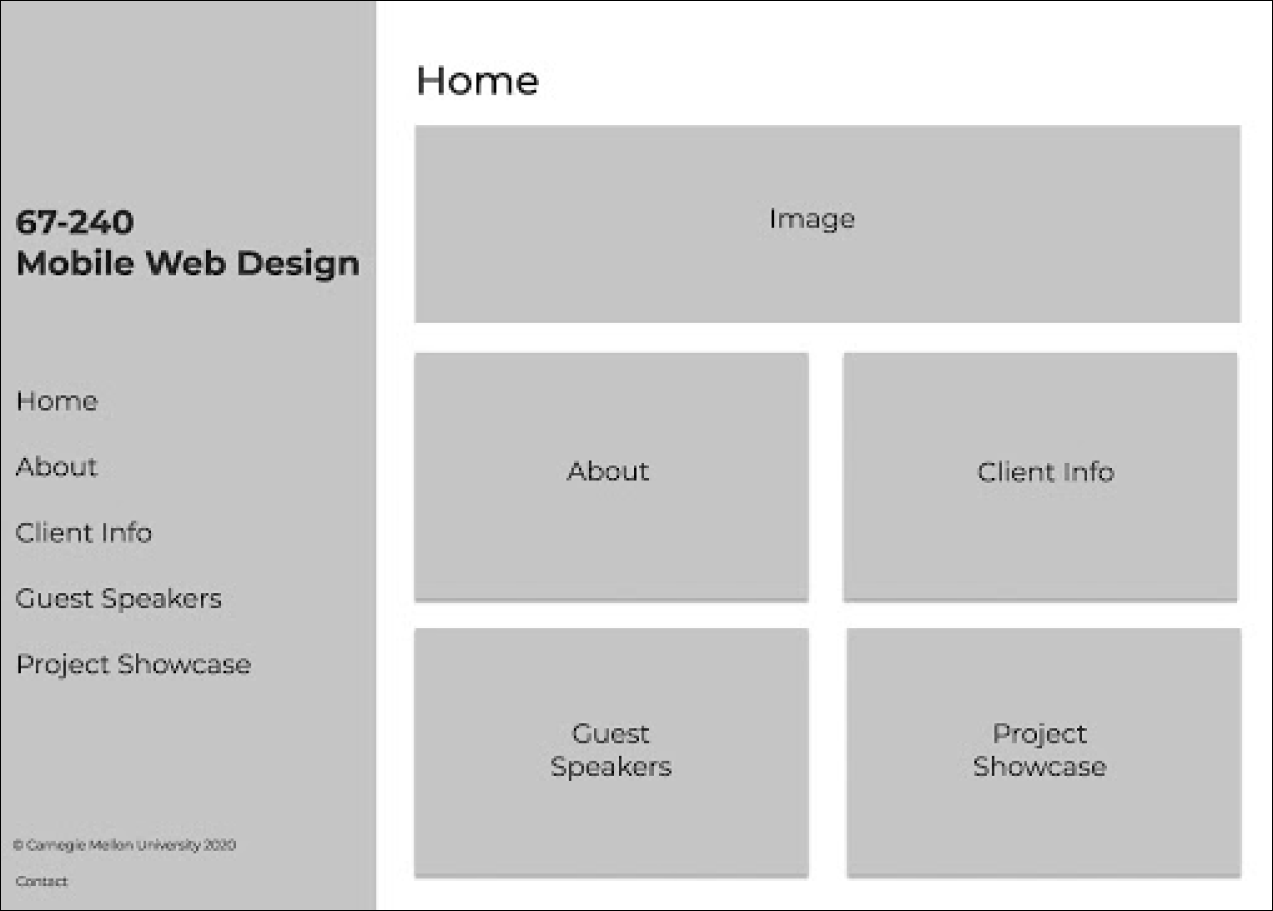 67-240
Mobile Web Design
Home
About
Client Info
Guest Speakers
Project Showcase
© Carnegie Mellon University 2020
Contact
Home
Image
About
Client Info
Guest
Speakers
Project
Showcase